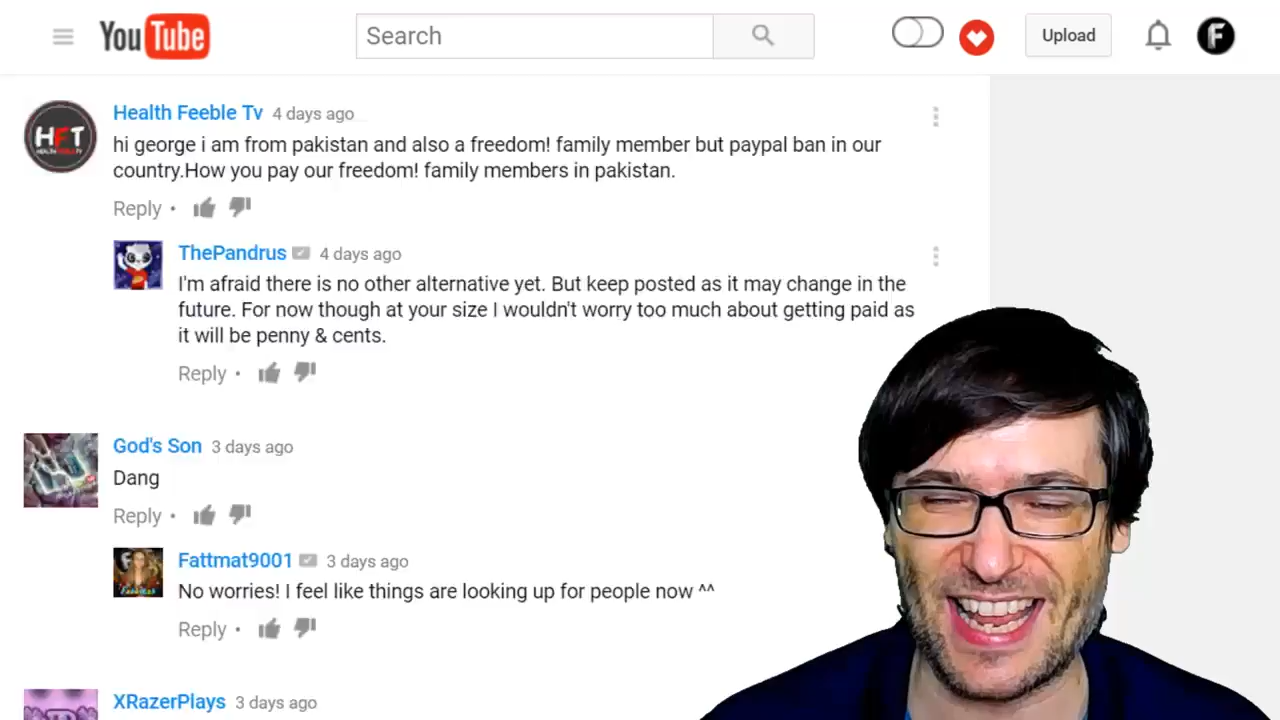 YouTube
Search
Upload
F
Health Feeble Tv 4 days ago
HFT
hi george i am from pakistan and also a freedom! family member but paypal ban in our
country.How you pay our freedom! family members in pakistan.
Reply •
ThePandrus 4 days ago
I'm afraid there is no other alternative yet. But keep posted as it may change in the
future. For now though at your size I wouldn't worry too much about getting paid as
it will be penny & cents.
Reply •
God's Son 3 days ago
Dang
Reply •
Fattmat9001 3 days ago
No worries! I feel like things are looking up for people now ^^
Reply •
XRazerPlays 3 days ago